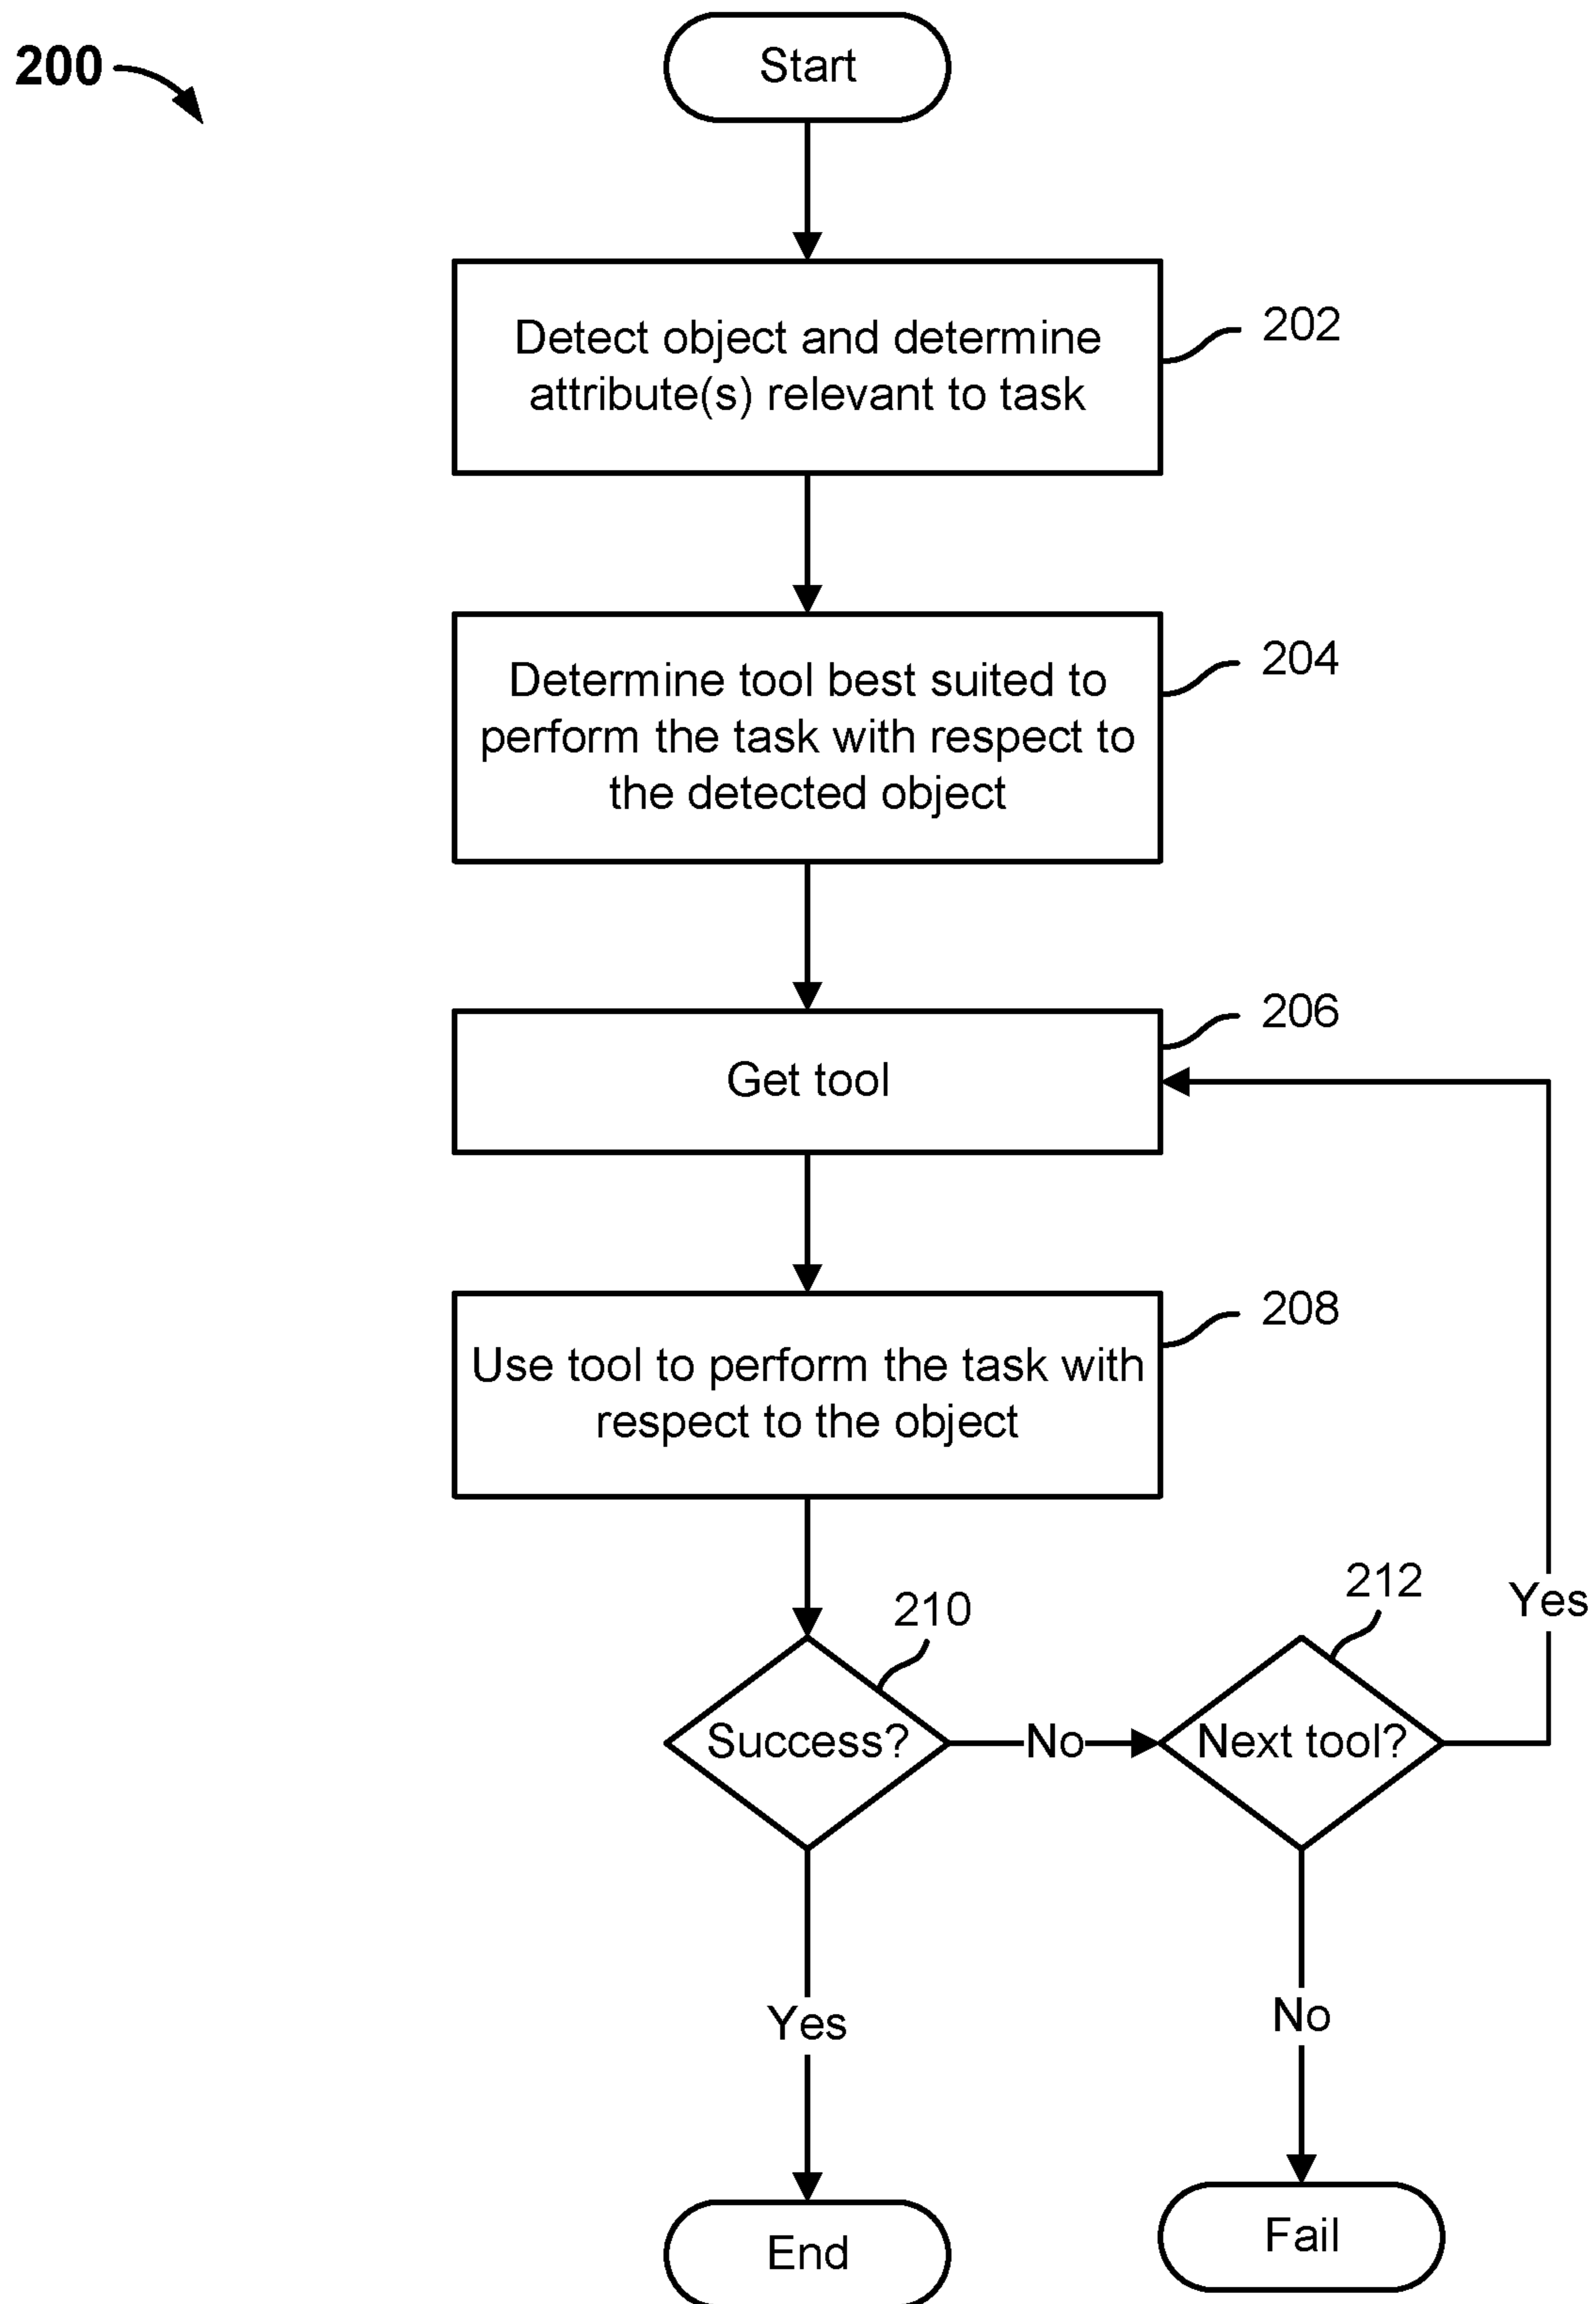 200
Start
Detect object and determine
attribute(s) relevant to task
202
Determine tool best suited to
perform the task with respect to
the detected object
204
Get tool
206
Use tool to perform the task with
respect to the object
208
Success?
210
No
Next tool?
212
Yes
Yes
No
End
Fail